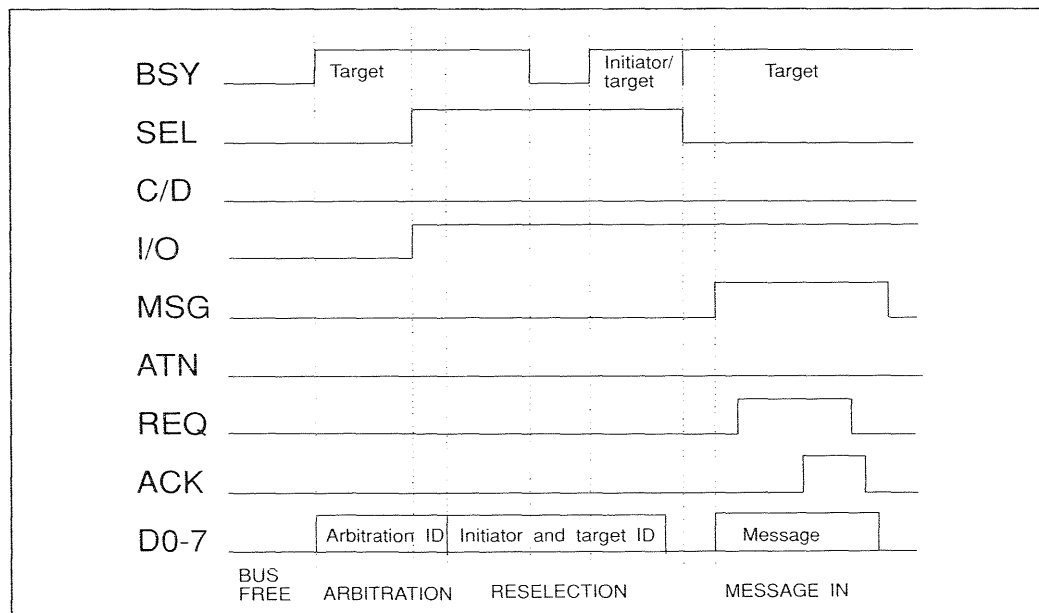 BSY
Target
Initiator/
target
Target
SEL
C/D
I/O
MSG
ATN
REQ
ACK
D0-7
Arbitration ID
Initiator and target ID
Message
BUS
FREE
ARBITRATION
RESELECTION
MESSAGE IN